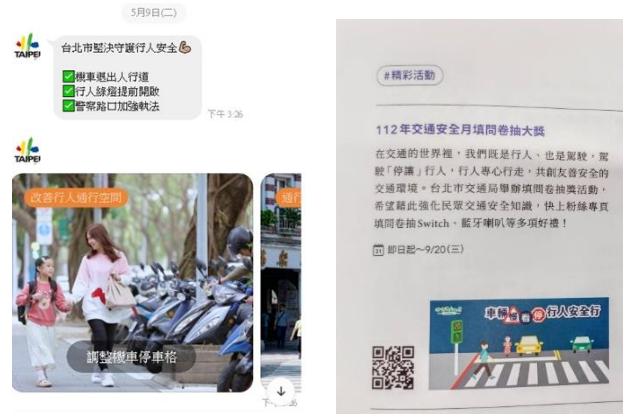 5月9日(二)
TAIPEI
台北市堅決守護行人安全💪
✅機車退出人行道
✅行人綠燈提前開啟
✅警察路口加強執法
下午 3:26
TAIPEI
改善行人通行空間
通行
調整機車停車格
#精彩活動
112年交通安全月填問卷抽大獎
在交通的世界裡，我們既是行人、也是駕駛，駕
駛「停讓」行人，行人專心行走，共創友善安全的
交通環境。台北市交通局舉辦填問卷抽獎活動，
希望藉此強化民眾交通安全知識，快上粉絲專頁
填問卷抽Switch、藍牙喇叭等多項好禮！
即日起～9/20(三)
車輛慢看停行人安全行